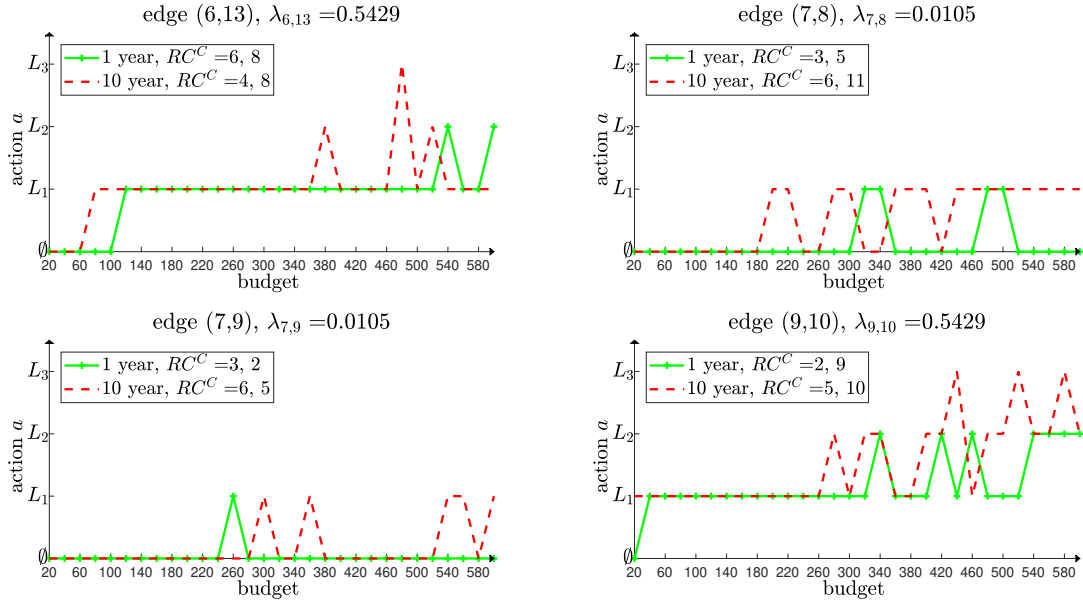 edge (6,13), λ6,13 =0.5429
1 year, RC^C =6, 8
10 year, RC^C =4, 8
action a
L3
L2
L1
∅
20 60 100 140 180 220 260 300 340 380 420 460 500 540 580
budget
edge (7,8), λ7,8 =0.0105
1 year, RC^C =3, 5
10 year, RC^C =6, 11
action a
L3
L2
L1
∅
20 60 100 140 180 220 260 300 340 380 420 460 500 540 580
budget
edge (7,9), λ7,9 =0.0105
1 year, RC^C =3, 2
10 year, RC^C =6, 5
action a
L3
L2
L1
∅
20 60 100 140 180 220 260 300 340 380 420 460 500 540 580
budget
edge (9,10), λ9,10 =0.5429
1 year, RC^C =2, 9
10 year, RC^C =5, 10
action a
L3
L2
L1
∅
20 60 100 140 180 220 260 300 340 380 420 460 500 540 580
budget